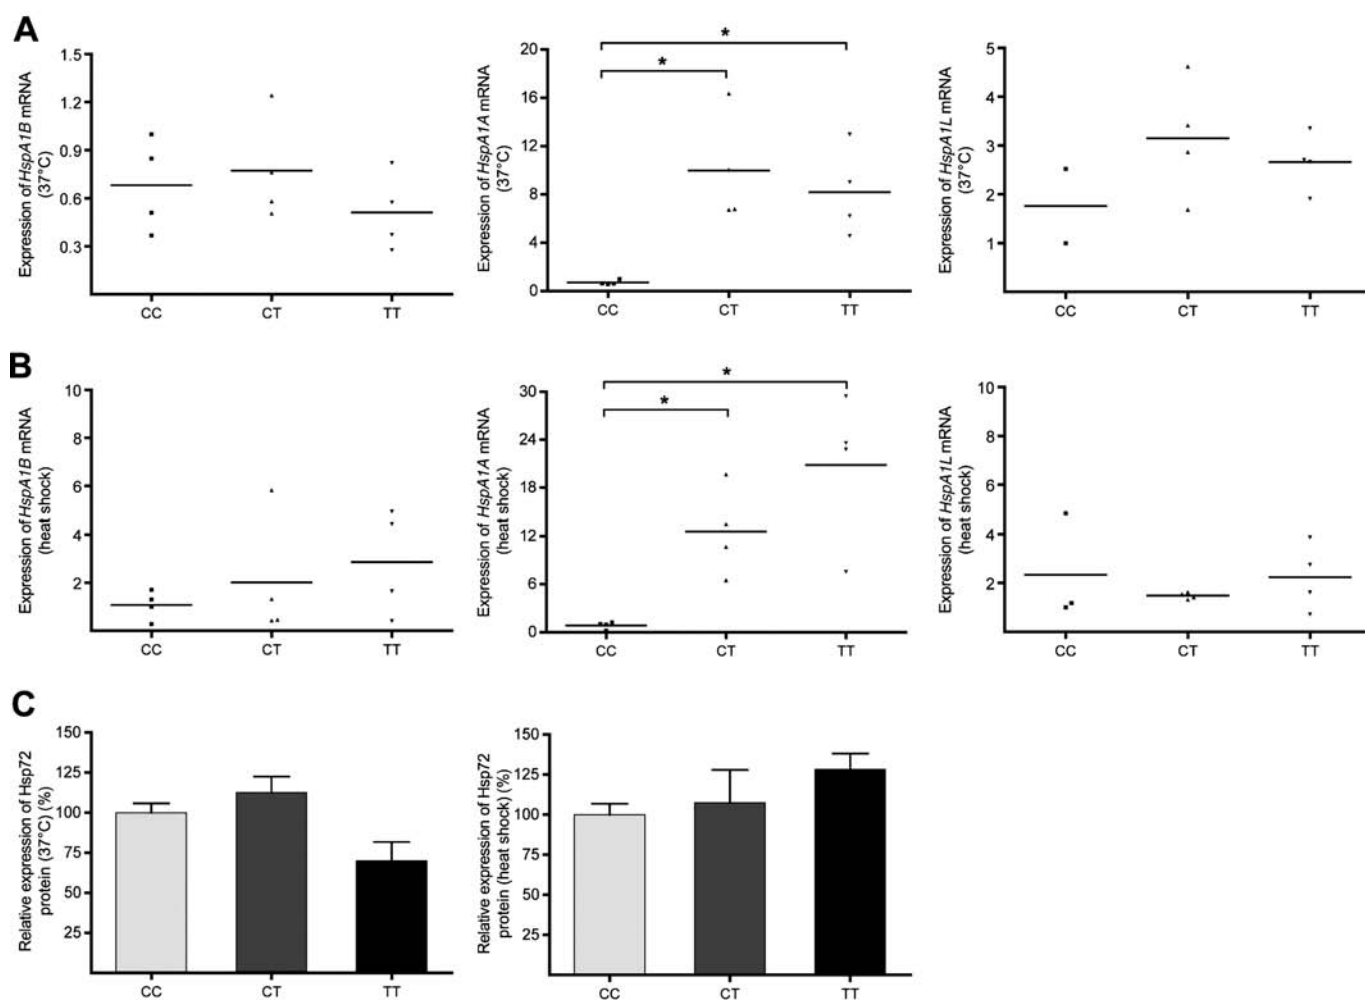 A
Expression of HspA1B mRNA
(37°C)
1.5
1.2
0.9
0.6
0.3
CC
CT
TT
Expression of HspA1A mRNA
(37°C)
20
16
12
8
4
0
*
*
CC
CT
TT
Expression of HspA1L mRNA
(37°C)
5
4
3
2
1
CC
CT
TT
B
Expression of HspA1B mRNA
(heat shock)
10
8
6
4
2
CC
CT
TT
Expression of HspA1A mRNA
(heat shock)
30
24
18
12
6
0
*
*
CC
CT
TT
Expression of HspA1L mRNA
(heat shock)
10
8
6
4
2
CC
CT
TT
C
Relative expression of Hsp72
protein (37°C) (%)
150
125
100
75
50
25
CC
CT
TT
Relative expression of Hsp72
protein (heat shock) (%)
150
125
100
75
50
25
CC
CT
TT